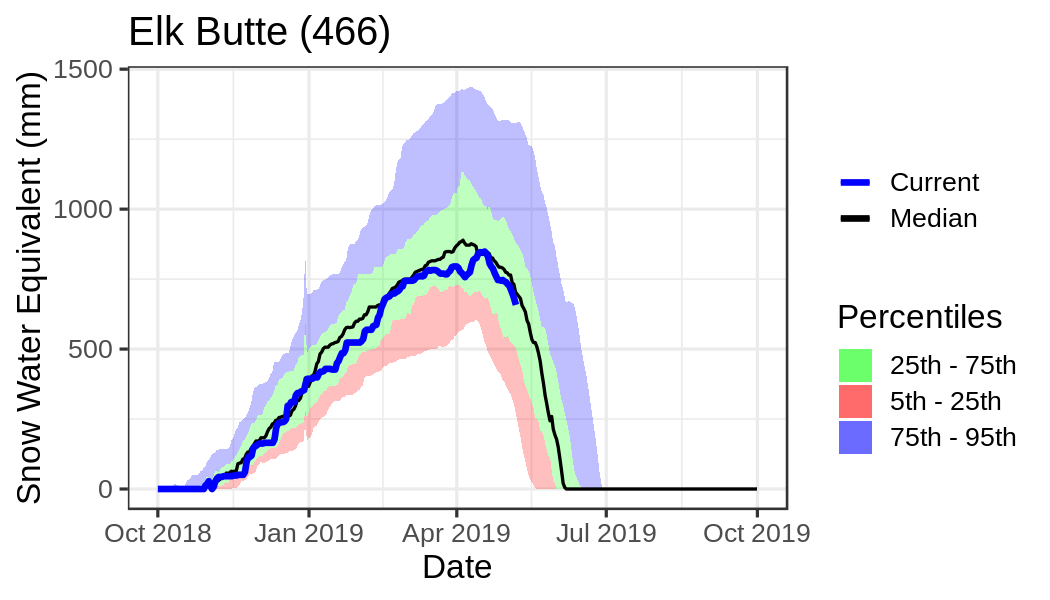 Elk Butte (466)
Snow Water Equivalent (mm)
1500
1000
500
0
Oct 2018 Jan 2019 Apr 2019 Jul 2019 Oct 2019
Date
Current
Median
Percentiles
25th - 75th
5th - 25th
75th - 95th